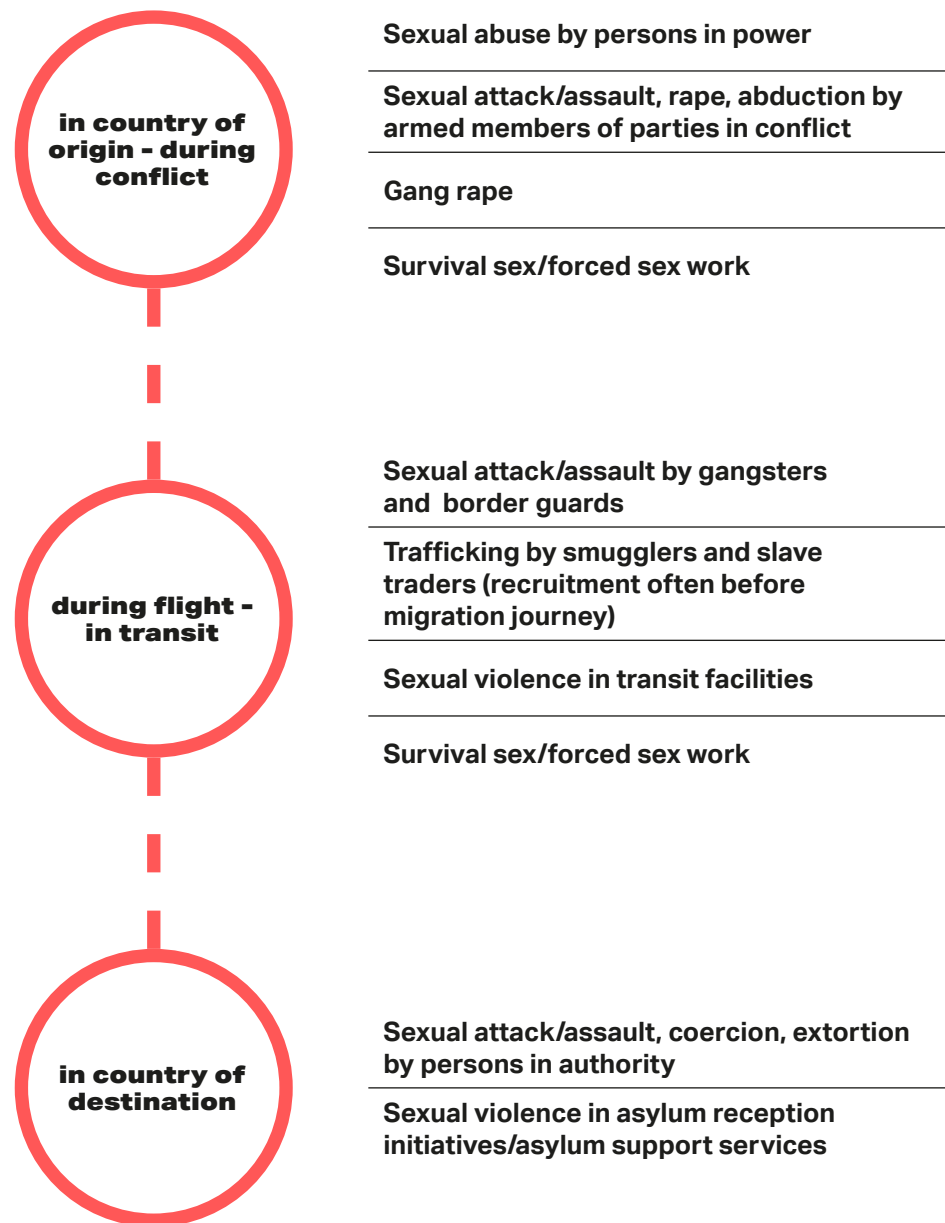 in country of
origin - during
conflict
Sexual abuse by persons in power
Sexual attack/assault, rape, abduction by
armed members of parties in conflict
Gang rape
Survival sex/forced sex work
during flight -
in transit
Sexual attack/assault by gangsters
and  border guards
Trafficking by smugglers and slave
traders (recruitment often before
migration journey)
Sexual violence in transit facilities
Survival sex/forced sex work
in country of
destination
Sexual attack/assault, coercion, extortion
by persons in authority
Sexual violence in asylum reception
initiatives/asylum support services